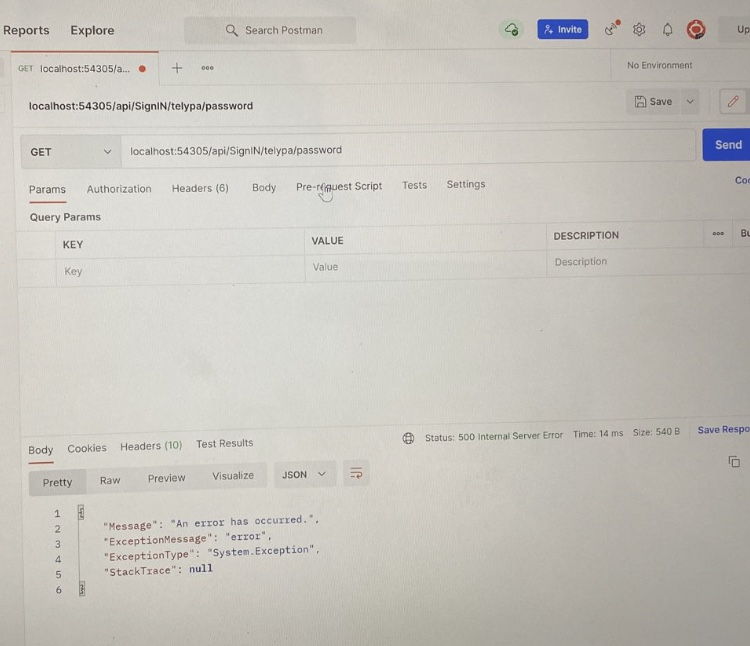 Reports Explore Search Postman Invite Up
GET localhost:54305/a... + ooo No Environment
localhost:54305/api/SignIN/telypa/password Save
GET localhost:54305/api/SignIN/telypa/password Send
Params Authorization Headers (6) Body Pre-request Script Tests Settings
Query Params
KEY VALUE DESCRIPTION ooo
Key Value Description
Body Cookies Headers (10) Test Results Status: 500 Internal Server Error Time: 14 ms Size: 540 B Save Respo
Pretty Raw Preview Visualize JSON
1 {
2 "Message": "An error has occurred.",
3 "ExceptionMessage": "error",
4 "ExceptionType": "System.Exception",
5 "StackTrace": null
6 }